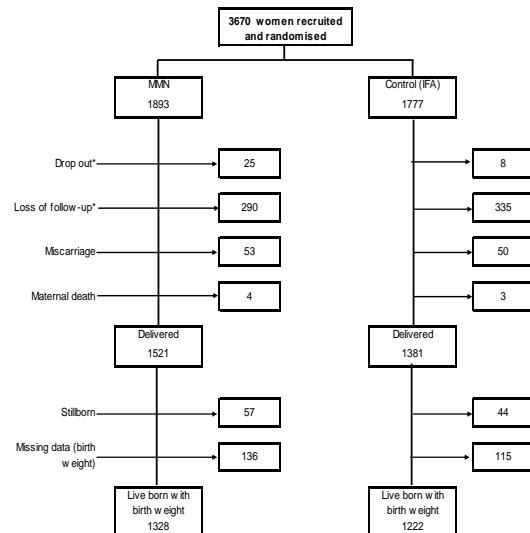 3670 women recruited
and randomised
MMN
1893
Control (IFA)
1777
Drop out*
25
8
Loss of follow-up*
290
335
Miscarriage
53
50
Maternal death
4
3
Delivered
1521
Delivered
1381
Stillborn
57
44
Missing data (birth
weight)
136
115
Live born with
birth weight
1328
Live born with
birth weight
1222